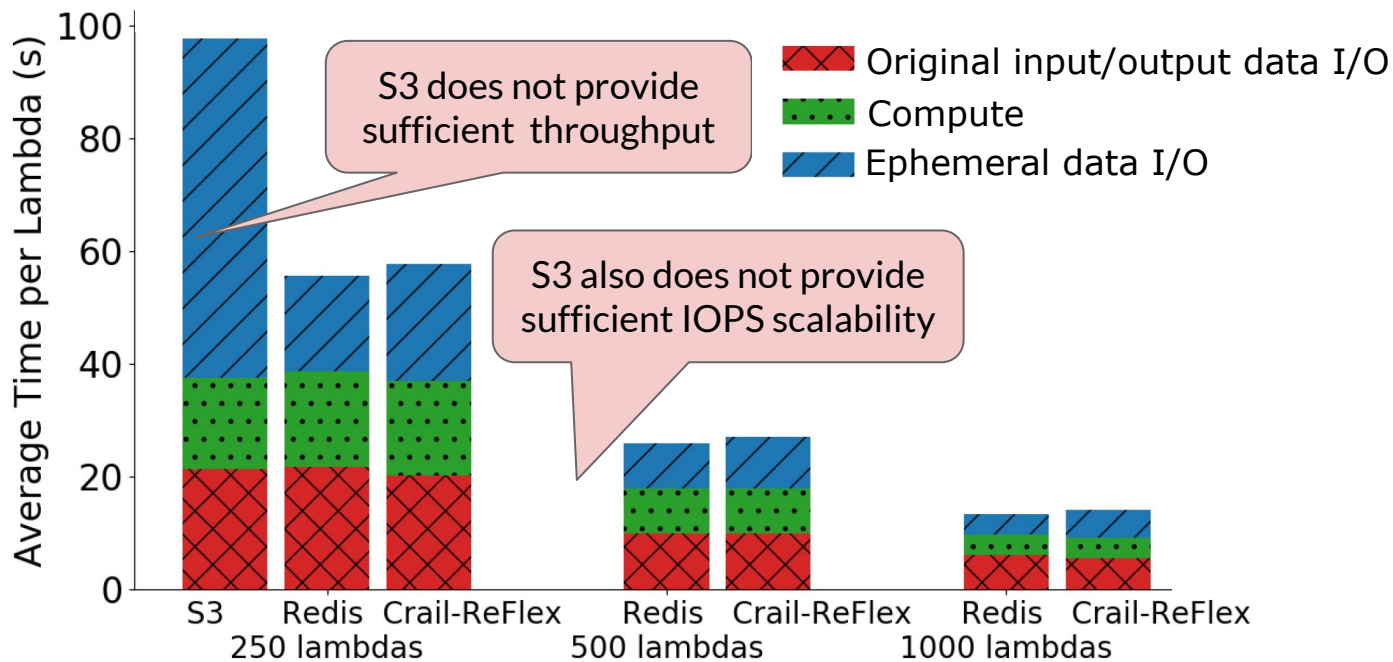 Average Time per Lambda (s)
100
80
60
40
20
0
S3 does not provide
sufficient throughput
S3 also does not provide
sufficient IOPS scalability
Original input/output data I/O
Compute
Ephemeral data I/O
S3 Redis Crail-ReFlex Redis Crail-ReFlex Redis Crail-ReFlex
250 lambdas 500 lambdas 1000 lambdas